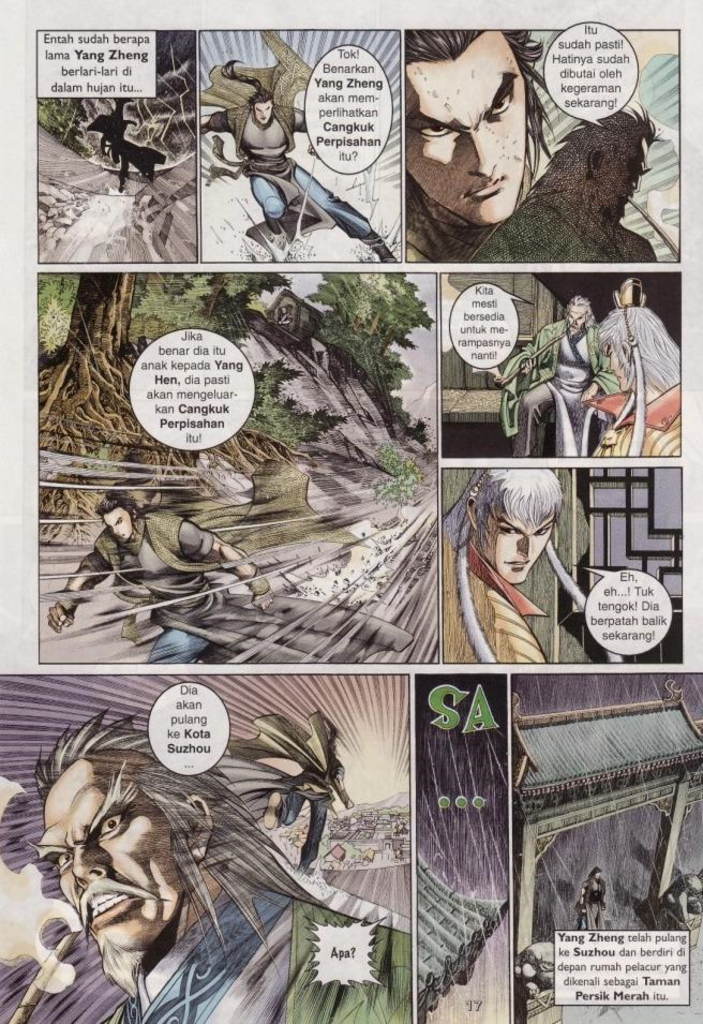 Entah sudah berapa
lama Yang Zheng
berlari-lari di
dalam hujan itu...
Tok!
Benarkan
Yang Zheng
akan mem-
perlihatkan
Cangkuk
Perpisahan
itu?
Itu
sudah pasti!
Hatinya sudah
dibutai oleh
kegeraman
sekarang!
Jika
benar dia itu
anak kepada Yang
Hen, dia pasti
akan mengeluar-
kan Cangkuk
Perpisahan
itu!
Kita
mesti
bersedia
untuk me-
rampasnya
nanti!
Eh,
eh...! Tuk
tengok! Dia
berpatah balik
sekarang!
Dia
akan
pulang
ke Kota
Suzhou
...
Apa?
SA
...
17
Yang Zheng telah pulang
ke Suzhou dan berdiri di
depan rumah pelacur yang
dikenali sebagai Taman
Persik Merah itu.